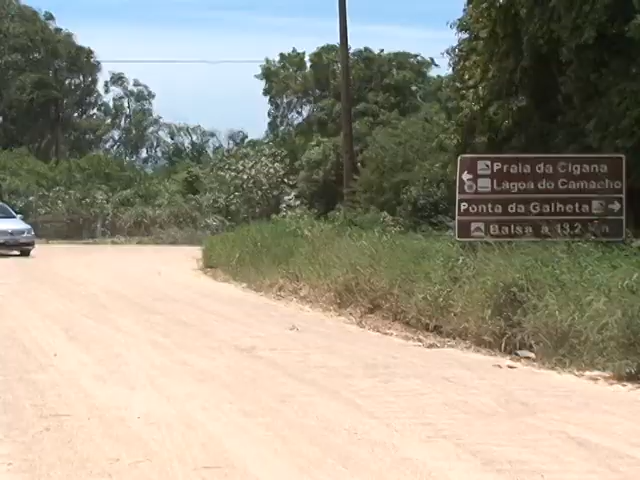 Praia da Cigana
Lagoa do Camacho
Ponta da Galheta
Balsa à 13,2 Km